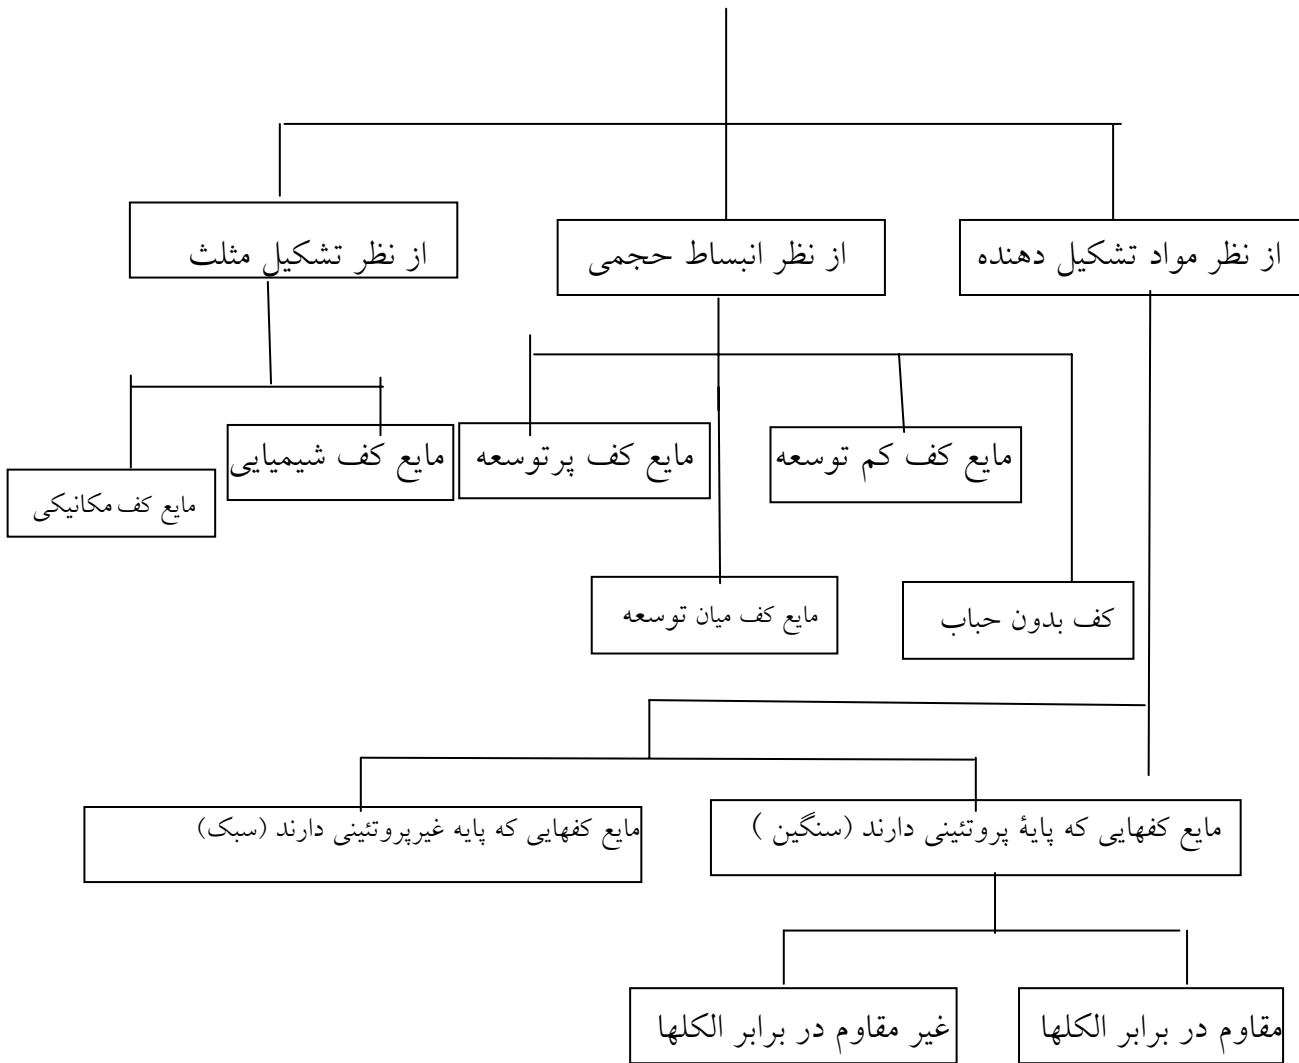 از نظر مواد تشکیل دهنده
از نظر انبساط حجمی
از نظر تشکیل مثلث
مایع کف کم توسعه
مایع کف پرتوسعه
مایع کف شیمیایی
مایع کف مکانیکی
کف بدون حباب
مایع کف میان توسعه
مایع کفهایی که پایۀ پروتئینی دارند (سنگین )
مایع کفهایی که پایه غیرپروتئینی دارند (سبک)
مقاوم در برابر الکلها
غیر مقاوم در برابر الکلها